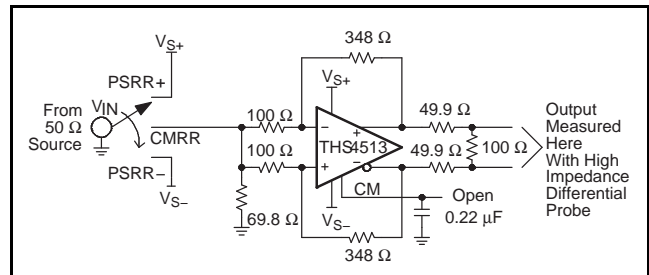 348 Ω
VS+
PSRR+
VS+
From
50 Ω
Source
VIN
100 Ω
49.9 Ω
Output
Measured
Here
With High
Impedance
Differential
Probe
CMRR
−
+
THS4513
100 Ω
100 Ω
+
−
49.9 Ω
PSRR−
VS−
CM
Open
69.8 Ω
VS−
0.22 µF
348 Ω